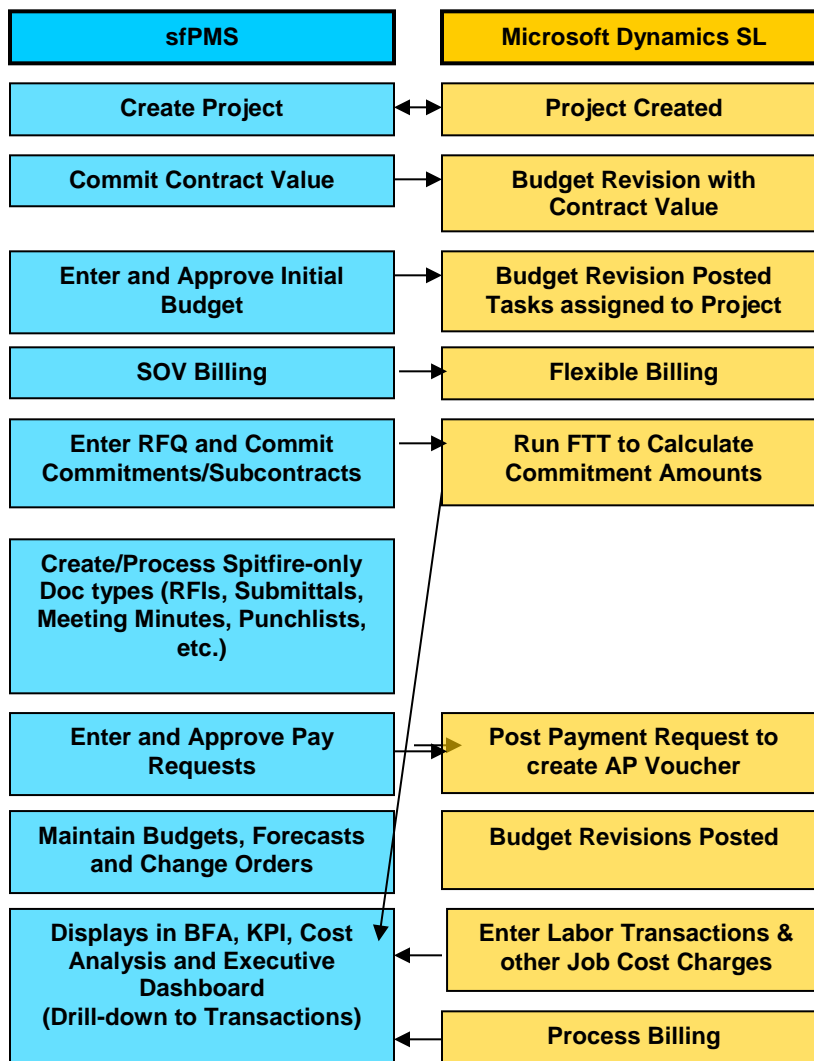 sfPMS
Microsoft Dynamics SL
Create Project
Project Created
Commit Contract Value
Budget Revision with
Contract Value
Enter and Approve Initial
Budget
Budget Revision Posted
Tasks assigned to Project
SOV Billing
Flexible Billing
Enter RFQ and Commit
Commitments/Subcontracts
Run FTT to Calculate
Commitment Amounts
Create/Process Spitfire-only
Doc types (RFIs, Submittals,
Meeting Minutes, Punchlists,
etc.)
Enter and Approve Pay
Requests
Post Payment Request to
create AP Voucher
Maintain Budgets, Forecasts
and Change Orders
Budget Revisions Posted
Displays in BFA, KPI, Cost
Analysis and Executive
Dashboard
(Drill-down to Transactions)
Enter Labor Transactions &
other Job Cost Charges
Process Billing